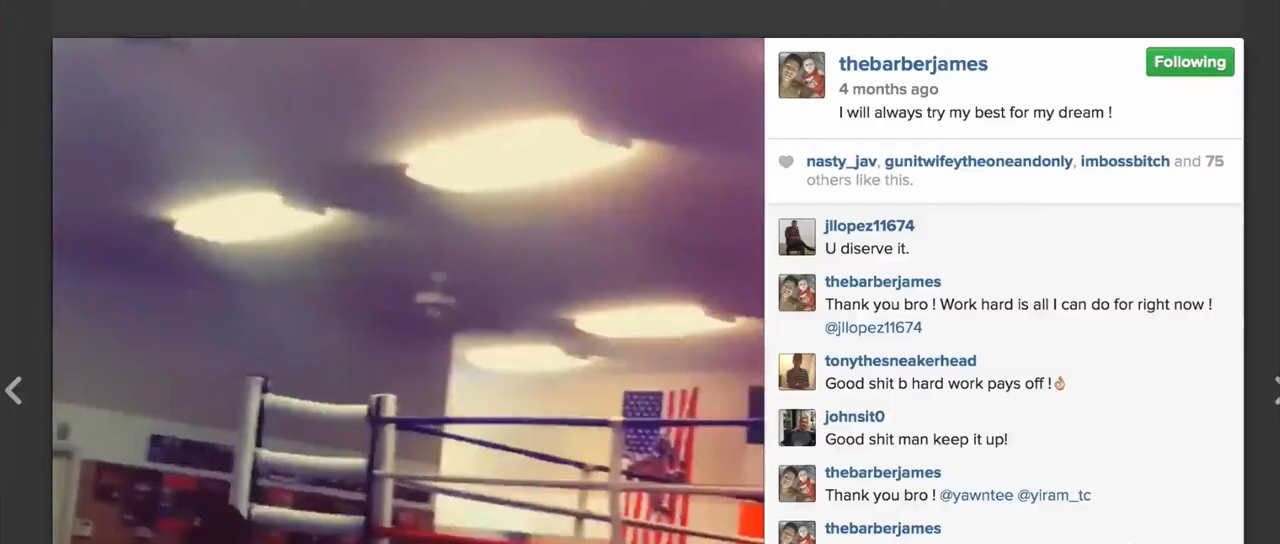 thebarberjames
Following
4 months ago
I will always try my best for my dream !
nasty_jav, gunitwifeytheoneandonly, imbossbitch and 75
others like this.
jllopez11674
U diserve it.
thebarberjames
Thank you bro ! Work hard is all I can do for right now !
@jllopez11674
tonythesneakerhead
Good shit b hard work pays off !👌🏼
johnsit0
Good shit man keep it up!
thebarberjames
Thank you bro ! @yawntee @yiram_tc
thebarberjames